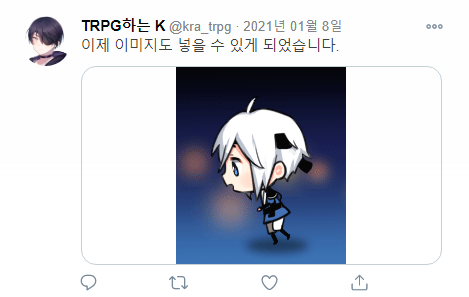 TRPG하는 K @kra_trpg · 2021년 01월 8일
이제 이미지도 넣을 수 있게 되었습니다.